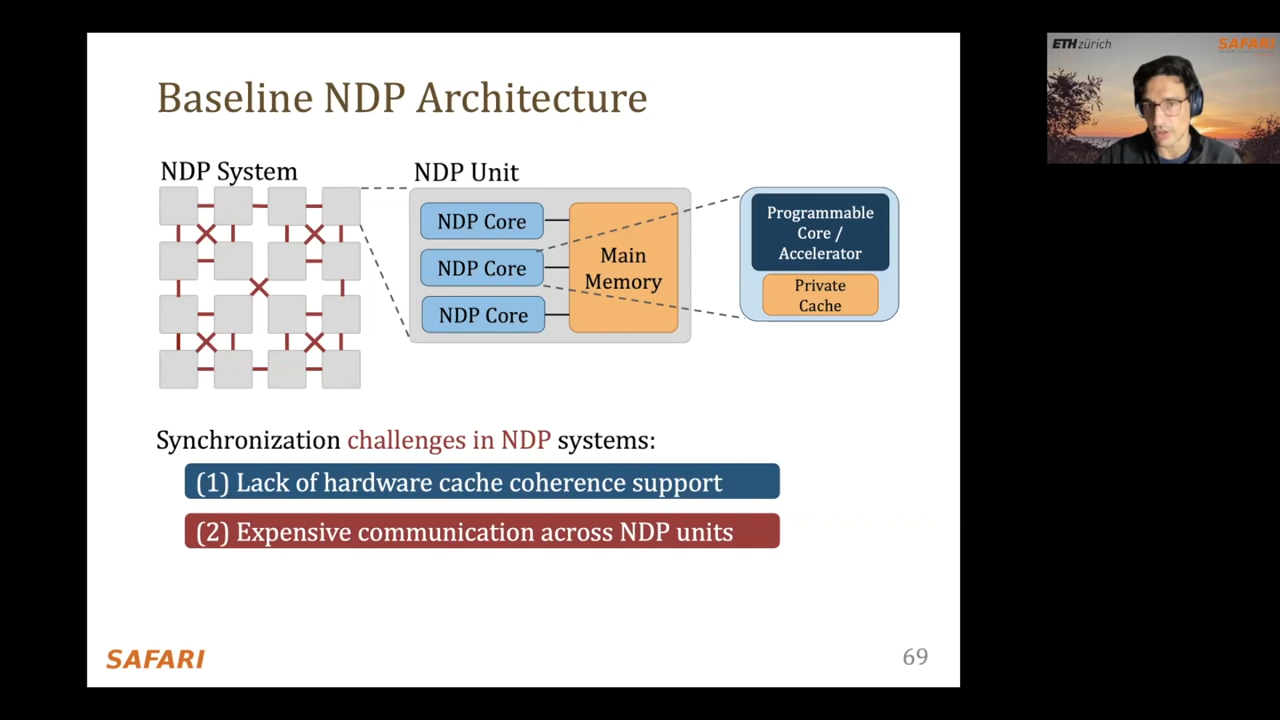 Baseline NDP Architecture
NDP System
NDP Unit
NDP Core
NDP Core
NDP Core
Main
Memory
Programmable
Core /
Accelerator
Private
Cache
Synchronization challenges in NDP systems:
(1) Lack of hardware cache coherence support
(2) Expensive communication across NDP units
SAFARI
69
ETH zürich
SAFARI